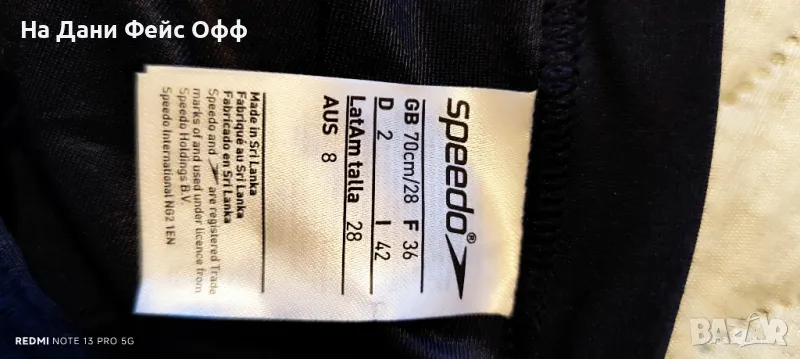 На Дани Фейс Офф
speedo®
GB 70cm/28 F 36
D 2 I 42
LatAm talla 28
AUS 8
Made in Sri Lanka
Fabriqué au Sri Lanka
Fabricado en Sri Lanka
Speedo and are registered Trade
marks of and used under licence from
Speedo Holdings B.V.
Speedo International NG2 1EN
REDMI NOTE 13 PRO 5G
BAZAR